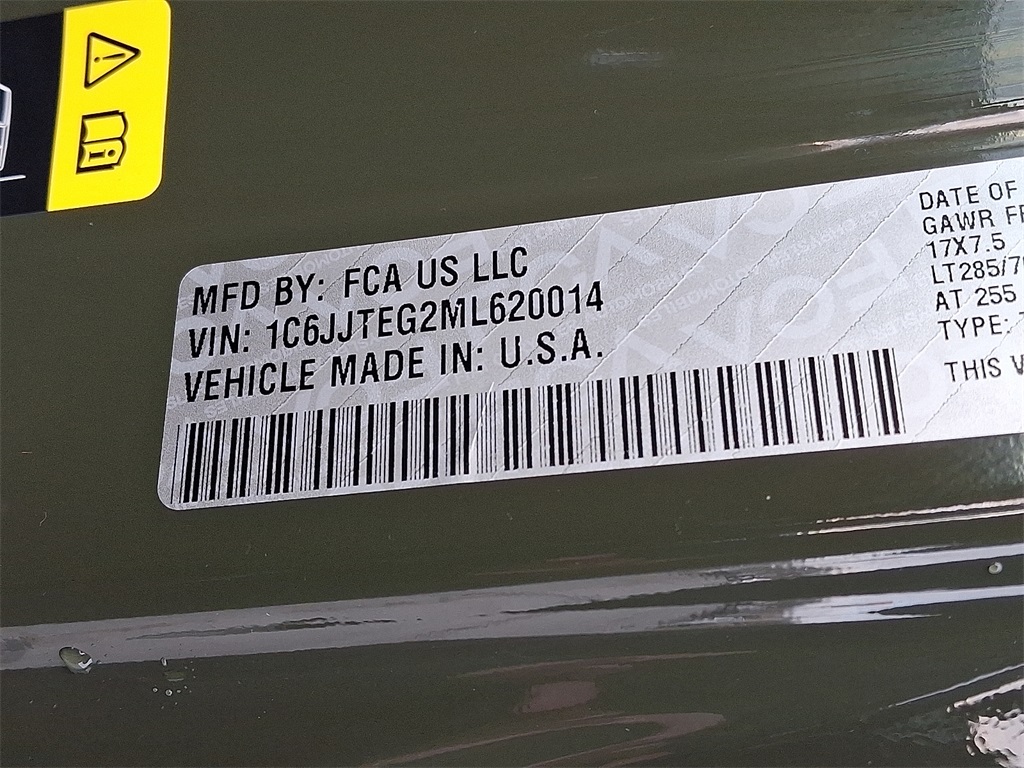 MFD BY: FCA US LLC
VIN: 1C6JJTEG2ML620014
VEHICLE MADE IN: U.S.A.
DATE OF
GAWR
17X7.5
LT285/
AT 255
TYPE:
THIS